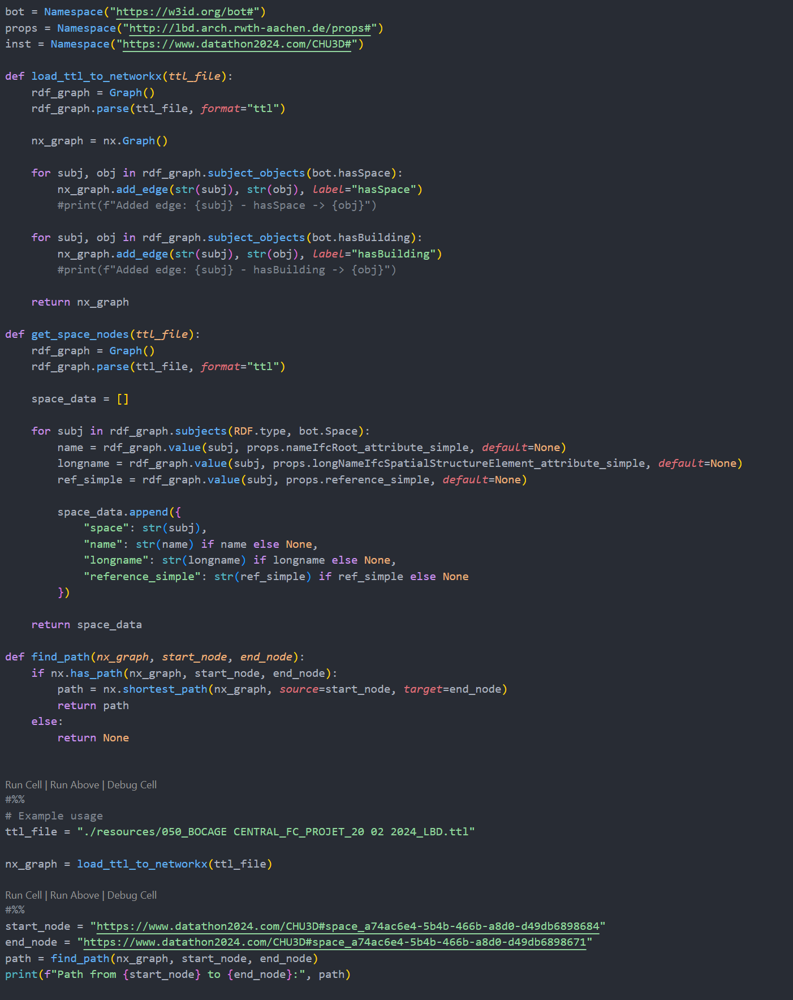 bot = Namespace("https://w3id.org/bot#")
props = Namespace("http://lbd.arch.rwth-aachen.de/props#")
inst = Namespace("https://www.datathon2024.com/CHU3D#")

def load_ttl_to_networkx(ttl_file):
    rdf_graph = Graph()
    rdf_graph.parse(ttl_file, format="ttl")

    nx_graph = nx.Graph()

    for subj, obj in rdf_graph.subject_objects(bot.hasSpace):
        nx_graph.add_edge(str(subj), str(obj), label="hasSpace")
        #print(f"Added edge: {subj} - hasSpace -> {obj}")

    for subj, obj in rdf_graph.subject_objects(bot.hasBuilding):
        nx_graph.add_edge(str(subj), str(obj), label="hasBuilding")
        #print(f"Added edge: {subj} - hasBuilding -> {obj}")

    return nx_graph

def get_space_nodes(ttl_file):
    rdf_graph = Graph()
    rdf_graph.parse(ttl_file, format="ttl")

    space_data = []

    for subj in rdf_graph.subjects(RDF.type, bot.Space):
        name = rdf_graph.value(subj, props.nameIfcRoot_attribute_simple, default=None)
        longname = rdf_graph.value(subj, props.longNameIfcSpatialStructureElement_attribute_simple, default=None)
        ref_simple = rdf_graph.value(subj, props.reference_simple, default=None)

        space_data.append({
            "space": str(subj),
            "name": str(name) if name else None,
            "longname": str(longname) if longname else None,
            "reference_simple": str(ref_simple) if ref_simple else None
        })

    return space_data

def find_path(nx_graph, start_node, end_node):
    if nx.has_path(nx_graph, start_node, end_node):
        path = nx.shortest_path(nx_graph, source=start_node, target=end_node)
        return path
    else:
        return None

Run Cell | Run Above | Debug Cell
#%%
# Example usage
ttl_file = "./resources/050_BOCAGE CENTRAL_FC_PROJET_20 02 2024_LBD.ttl"

nx_graph = load_ttl_to_networkx(ttl_file)

Run Cell | Run Above | Debug Cell
#%%
start_node = "https://www.datathon2024.com/CHU3D#space_a74ac6e4-5b4b-466b-a8d0-d49db6898684"
end_node = "https://www.datathon2024.com/CHU3D#space_a74ac6e4-5b4b-466b-a8d0-d49db6898671"
path = find_path(nx_graph, start_node, end_node)
print(f"Path from {start_node} to {end_node}:", path)